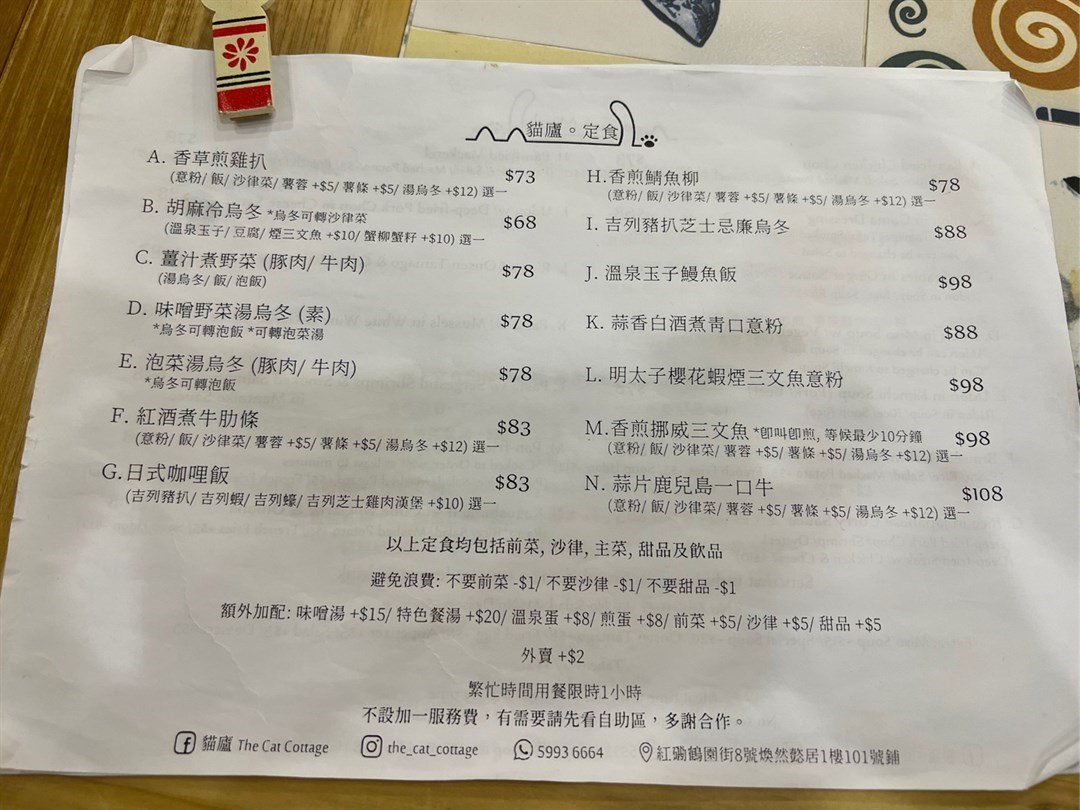 貓廬。定食
A. 香草煎雞扒 $73
(意粉/ 飯/ 沙律菜/ 薯蓉 +$5/ 薯條 +$5/ 湯烏冬 +$12) 選一
B. 胡麻冷烏冬 *烏冬可轉沙律菜 $68
(溫泉玉子/ 豆腐/ 煙三文魚 +$10/ 蟹柳蟹籽 +$10) 選一
C. 薑汁煮野菜 (豚肉/ 牛肉) $78
(湯烏冬/ 飯/ 泡飯)
D. 味噌野菜湯烏冬 (素) $78
*烏冬可轉泡飯 *可轉泡菜湯
E. 泡菜湯烏冬 (豚肉/ 牛肉) $78
*烏冬可轉泡飯
F. 紅酒煮牛肋條 $83
(意粉/ 飯/ 沙律菜/ 薯蓉 +$5/ 薯條 +$5/ 湯烏冬 +$12) 選一
G.日式咖哩飯 $83
(吉列豬扒/ 吉列蝦/ 吉列蠔/ 吉列芝士雞肉漢堡 +$10) 選一
H.香煎鯖魚柳 $78
(意粉/ 飯/ 沙律菜/ 薯蓉 +$5/ 薯條 +$5/ 湯烏冬 +$12) 選一
I. 吉列豬扒芝士忌廉烏冬 $88
J. 溫泉玉子鰻魚飯 $98
K. 蒜香白酒煮青口意粉 $88
L. 明太子櫻花蝦煙三文魚意粉 $98
M.香煎挪威三文魚 *即叫即煎, 等候最少10分鐘 $98
(意粉/ 飯/ 沙律菜/ 薯蓉 +$5/ 薯條 +$5/ 湯烏冬 +$12) 選一
N. 蒜片鹿兒島一口牛 $108
(意粉/ 飯/ 沙律菜/ 薯蓉 +$5/ 薯條 +$5/ 湯烏冬 +$12) 選一
以上定食均包括前菜, 沙律, 主菜, 甜品及飲品
避免浪費: 不要前菜 -$1/ 不要沙律 -$1/ 不要甜品 -$1
額外加配: 味噌湯 +$15/ 特色餐湯 +$20/ 溫泉蛋 +$8/ 煎蛋 +$8/ 前菜 +$5/ 沙律 +$5/ 甜品 +$5
外賣 +$2
繁忙時間用餐限時1小時
不設加一服務費，有需要請先看自助區，多謝合作。
貓廬 The Cat Cottage the_cat_cottage 5993 6664 紅磡鶴園街8號煥然懿居1樓101號鋪